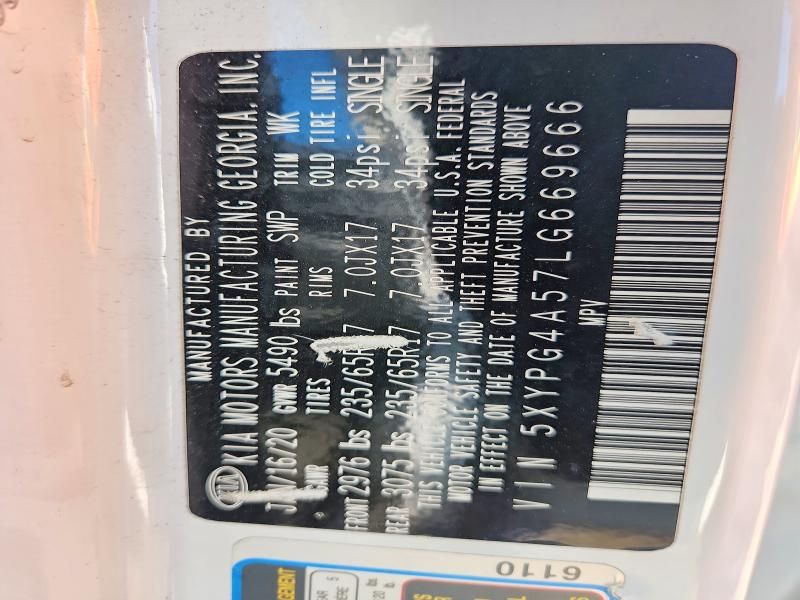 MANUFACTURED BY
KIA KIA MOTORS MANUFACTURING GEORGIA, INC.
JAN/16/20 GVWR 5490 lbs PAINT SWP TRIM WK
GAWR TIRES RIMS COLD TIRE INFL
FRONT 2976 lbs 235/65R17 7.0JX17 34psi SINGLE
REAR 3075 lbs 235/65R17 7.0JX17 34psi SINGLE
THIS VEHICLE CONFORMS TO ALL APPLICABLE U.S.A. FEDERAL
MOTOR VEHICLE SAFETY AND THEFT PREVENTION STANDARDS
IN EFFECT ON THE DATE OF MANUFACTURE SHOWN ABOVE
VIN 5XYPG4A57LG669666
MPV
6110